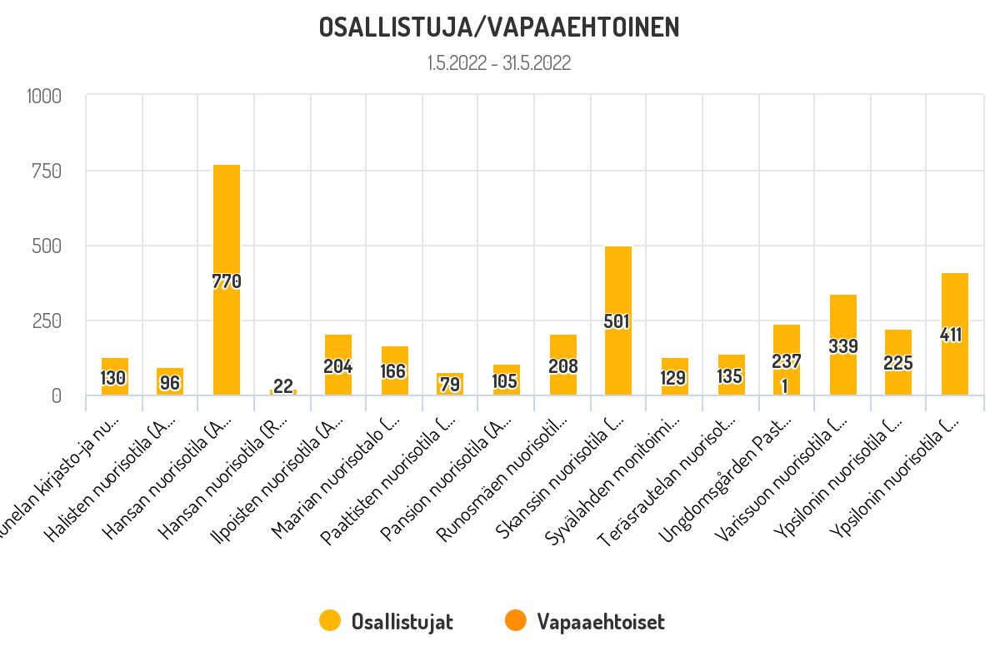 OSALLISTUJA/VAPAAEHTOINEN
1.5.2022 - 31.5.2022
1000
750
500
250
0
130
96
770
22
204
166
79
105
208
501
129
135
237
1
339
225
411
kirjasto-ja nu...
Halisten nuorisotila (A...
Hansan nuorisotila (A...
Hansan nuorisotila (R...
Ilpoisten nuorisotila (A...
Maarian nuorisotalo (...
Paattisten nuorisotila (...
Pansion nuorisotila (A...
Runosmäen nuorisotil...
Skanssin nuorisotila (...
Syvälahden monitoimi...
Teräsrautelan nuorisot...
Ungdomsgården Past...
Varissuon nuorisotila (...
Ypsilonin nuorisotila (...
Ypsilonin nuorisotila (...
Osallistujat
Vapaaehtoiset